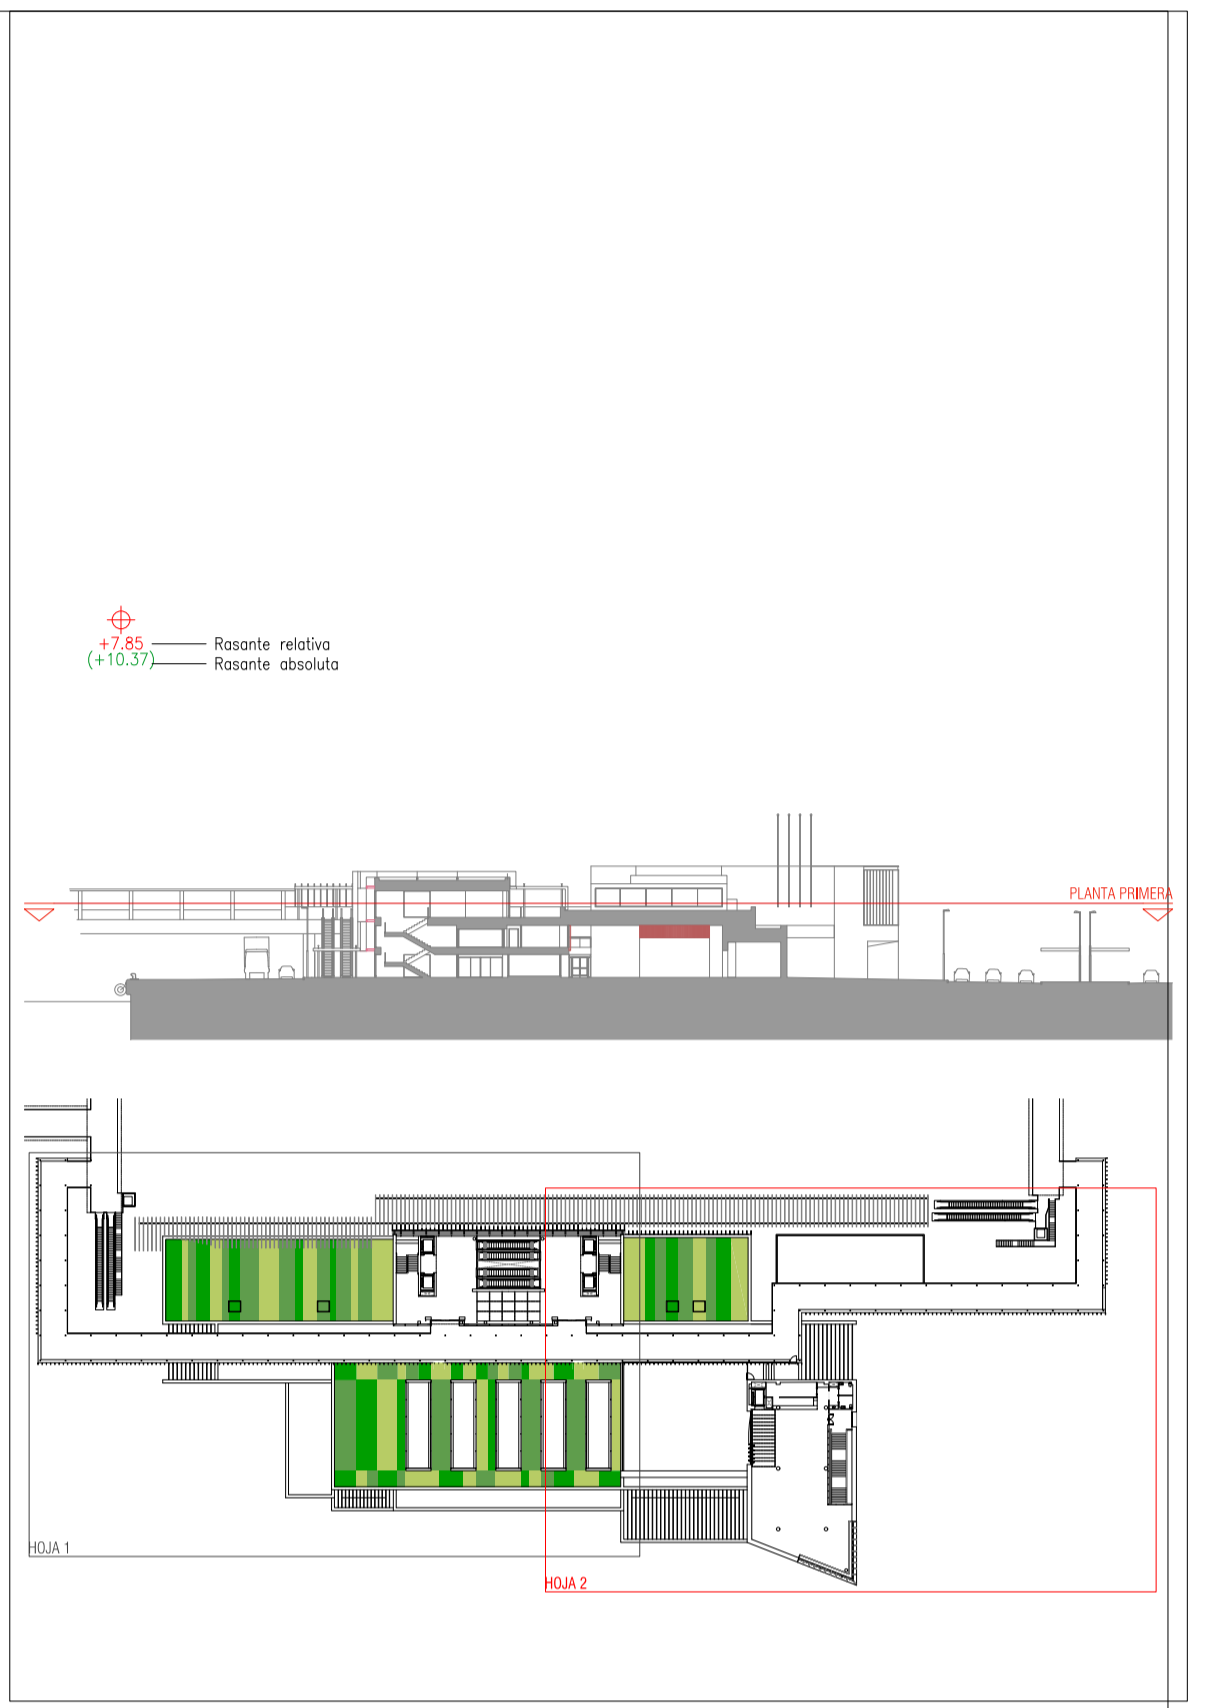 +7.85 Rasante relativa
(+10.37) Rasante absoluta
PLANTA PRIMERA
HOJA 1
HOJA 2